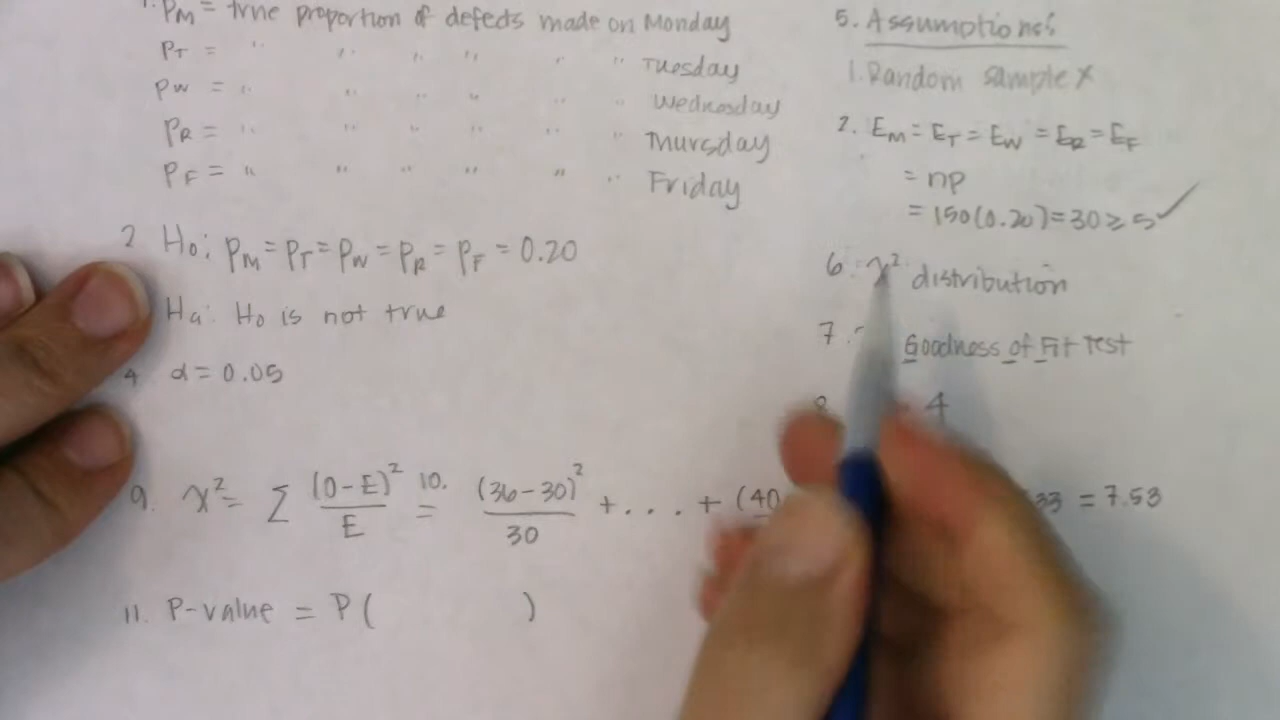 1. PM = true proportion of defects made on Monday
PT = " " " " " " Tuesday
PW = " " " " " " Wednesday
PR = " " " " " " Thursday
PF = " " " " " " Friday
2 Ho: PM = PT = PW = PR = PF = 0.20
Ha: Ho is not true
4 α = 0.05
5. Assumptions
1. Random sample X
2. EM = ET = EW = ER = EF
= np
= 150(0.20) = 30 ≥ 5 ✓
6. χ² distribution
7. Goodness of Fit Test
8 4
9. χ² = Σ (O-E)²/E 10. = (36-30)²/30 + . . . + (40 33 = 7.53
11. P-value = P( )